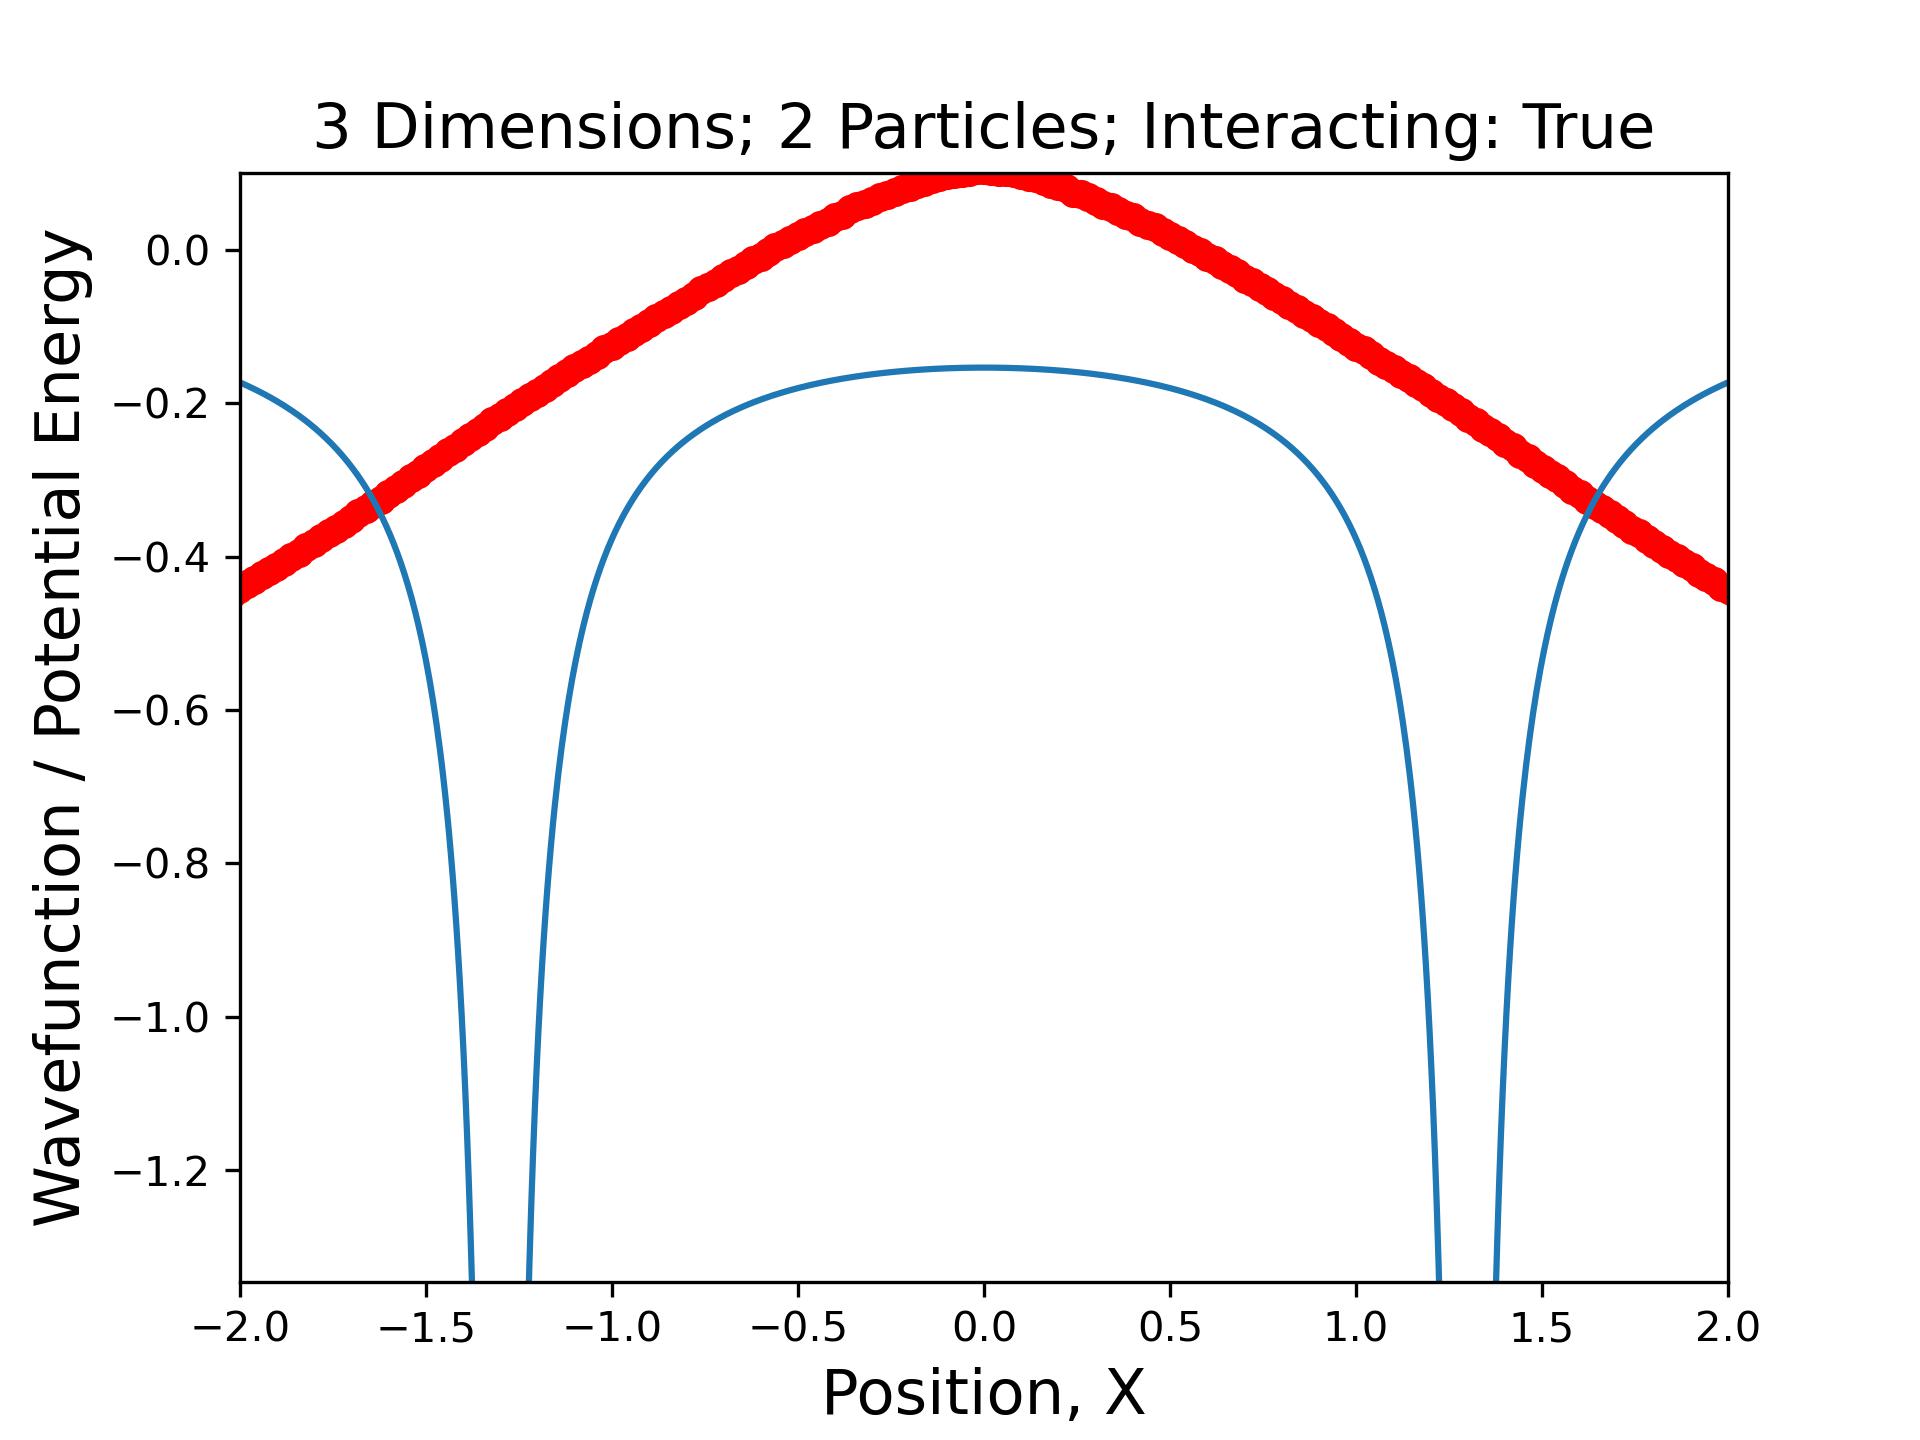 3 Dimensions; 2 Particles; Interacting: True
Wavefunction / Potential Energy
0.0
−0.2
−0.4
−0.6
−0.8
−1.0
−1.2
−2.0 −1.5 −1.0 −0.5 0.0 0.5 1.0 1.5 2.0
Position, X